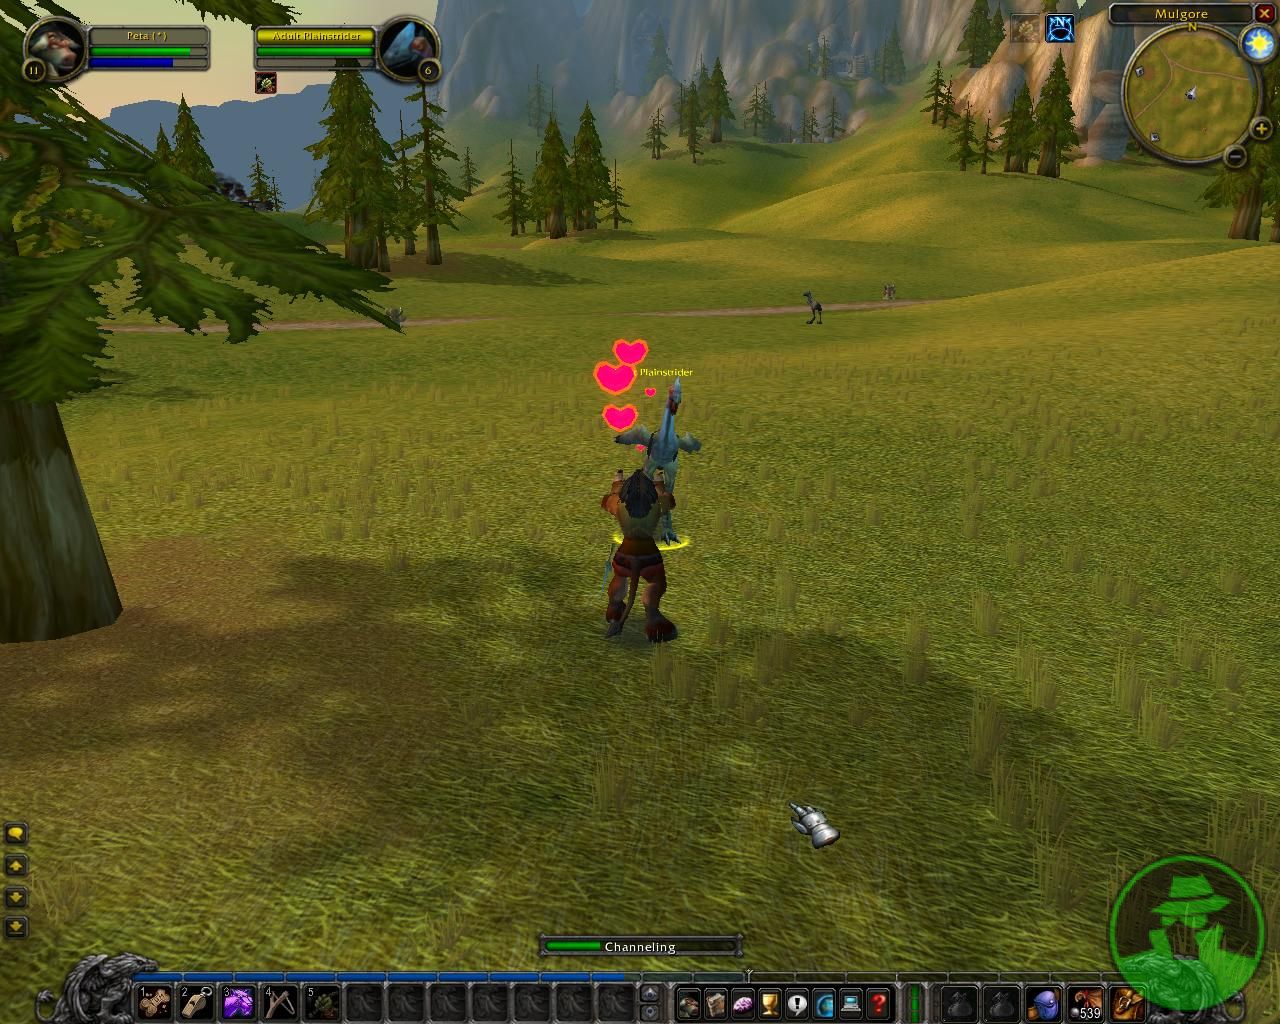 Mulgore
N
N
Peta (*)
11
Adult Plainstrider
6
Plainstrider
Channeling
1 2 3 4 5
539